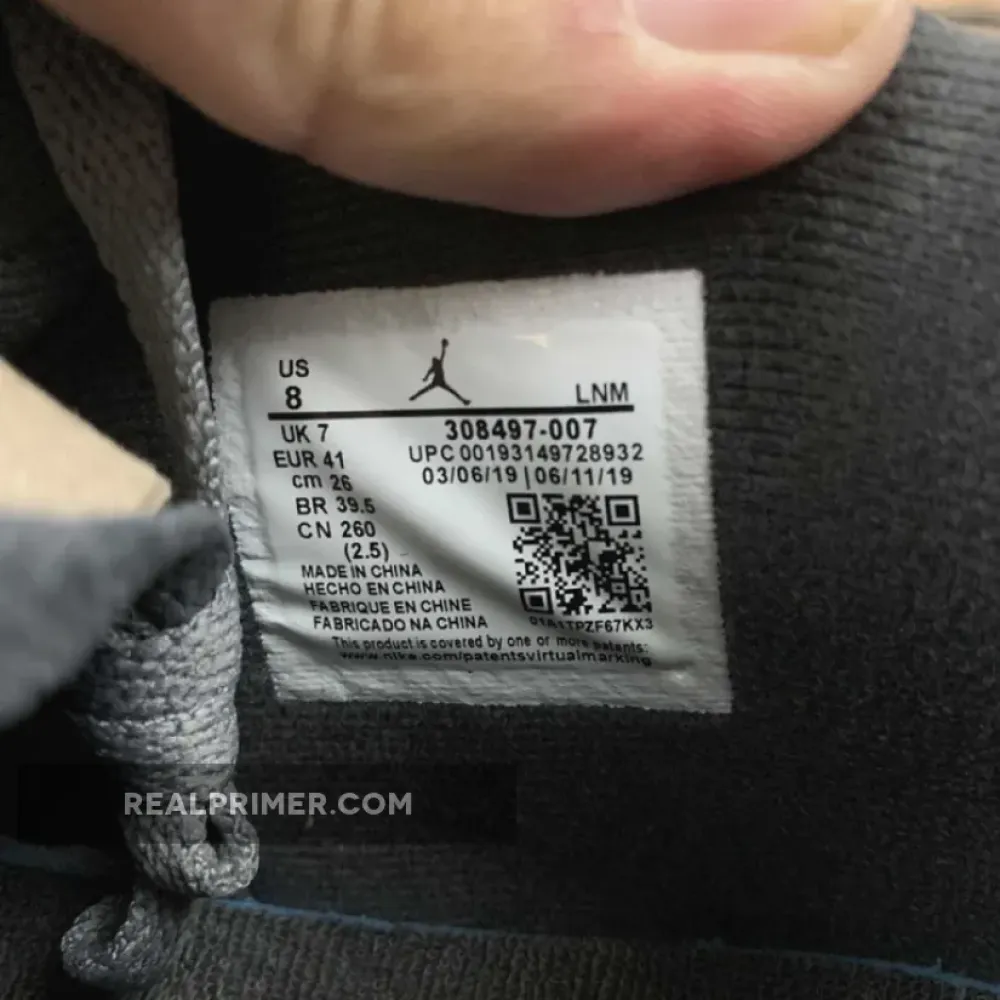 US
8
LNM
UK 7
308497-007
EUR 41
UPC 00193149728932
cm 26
03/06/19 | 06/11/19
BR 39.5
CN 260
(2.5)
MADE IN CHINA
HECHO EN CHINA
FABRIQUE EN CHINE
FABRICADO NA CHINA
01A1TPZF67KX3
This product is covered by one or more patents:
www.nike.com/patentsvirtualmarking
REALPRIMER.COM